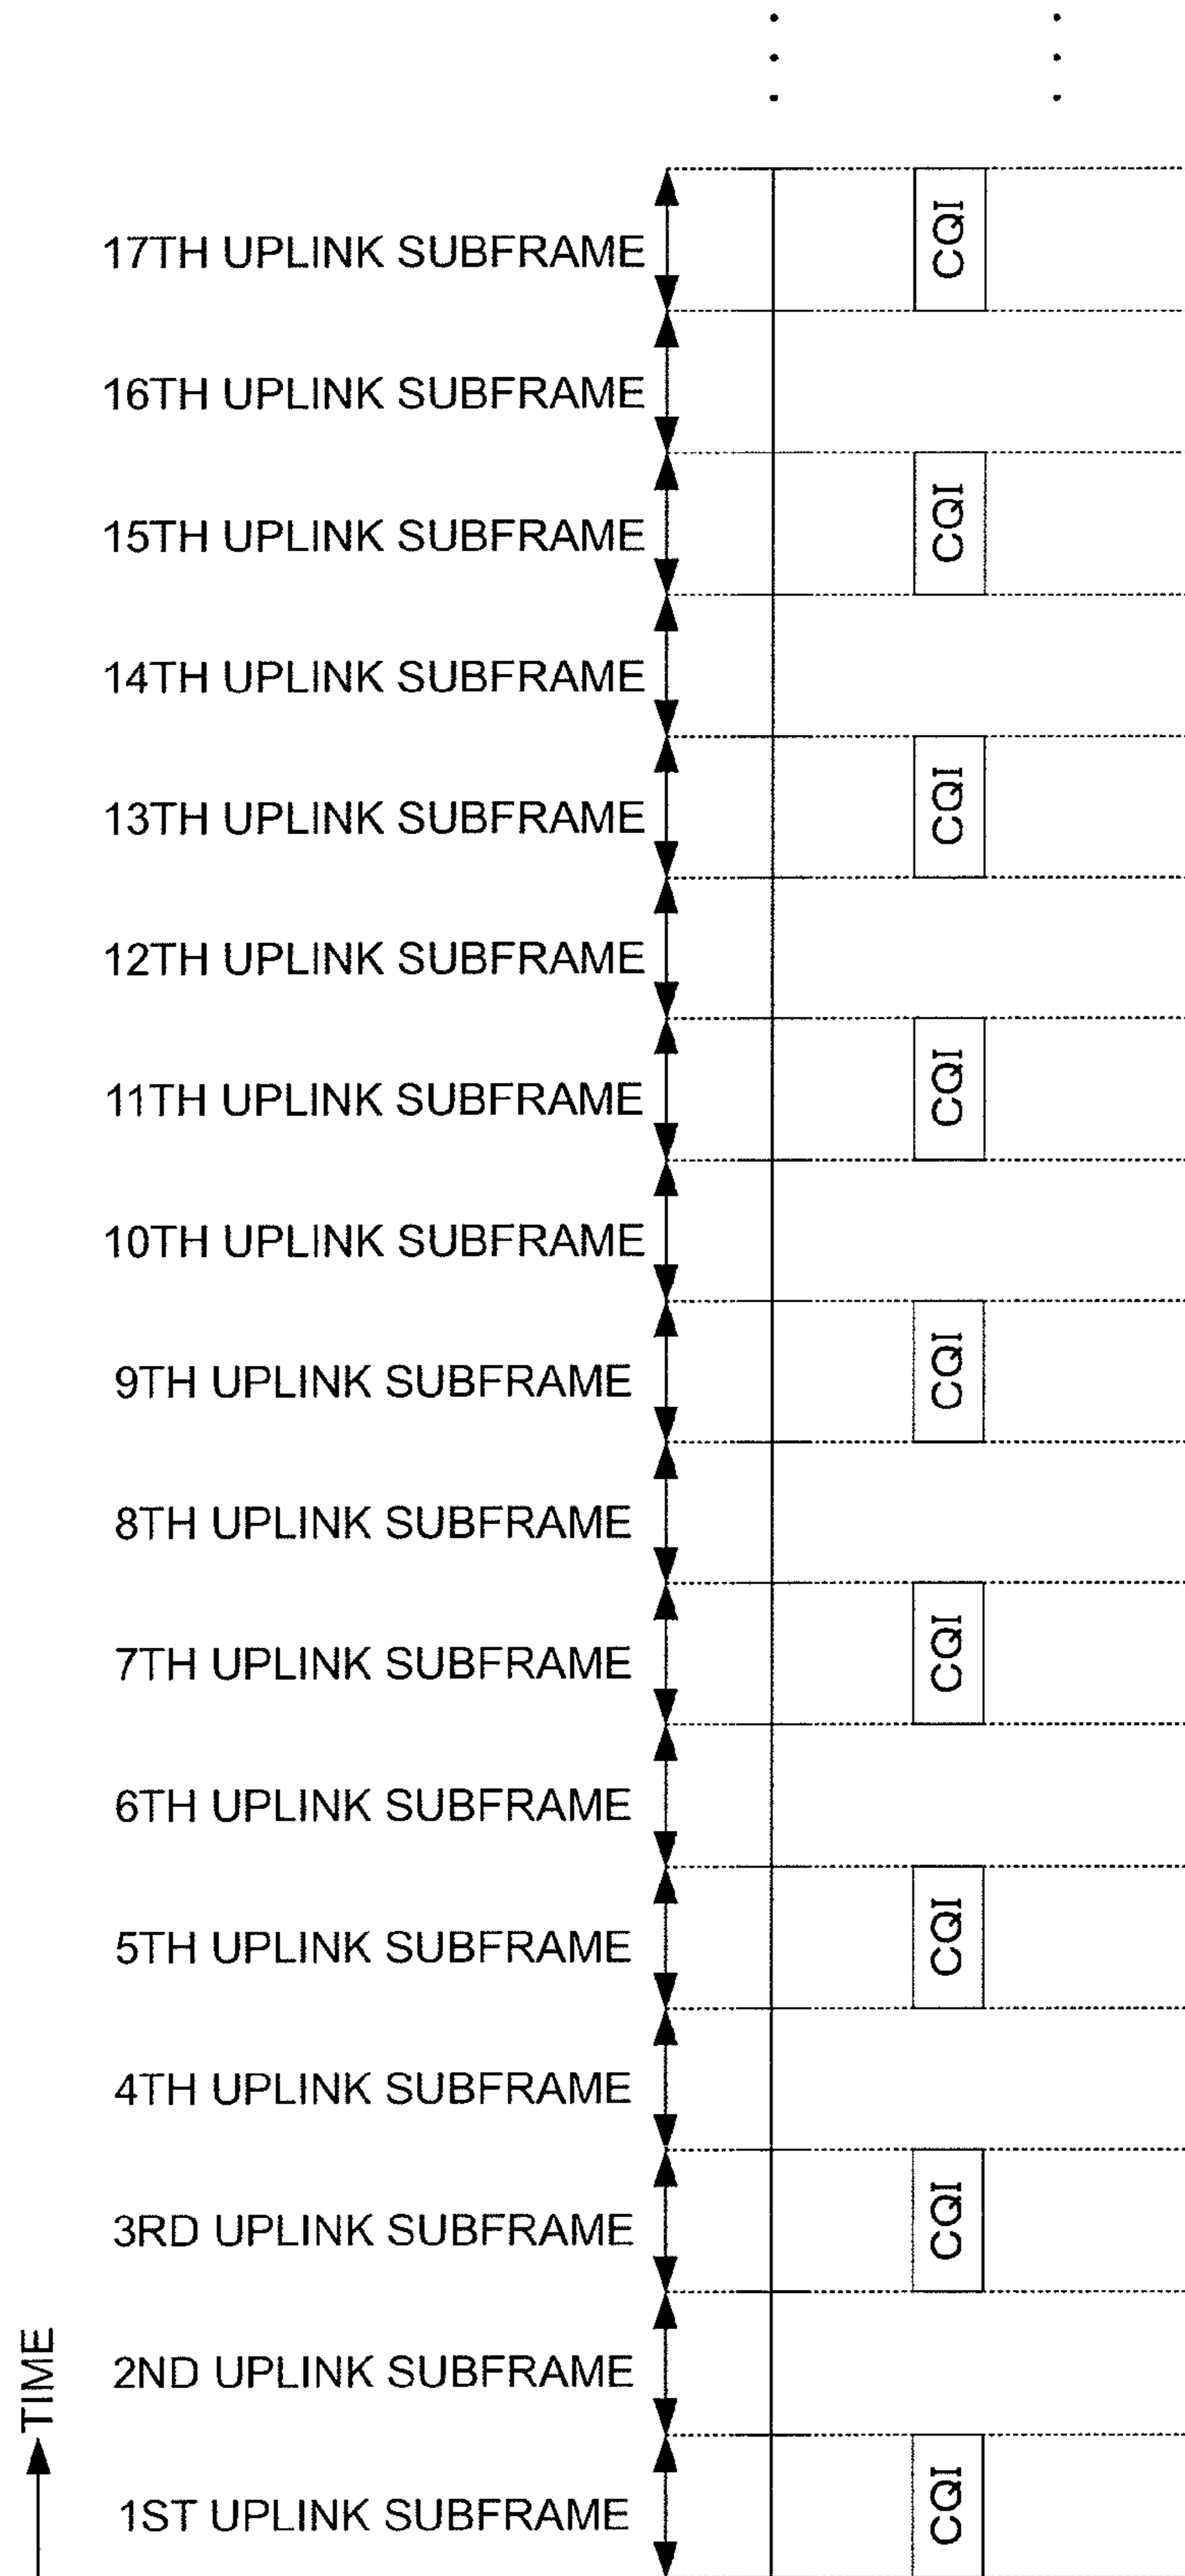 17TH UPLINK SUBFRAME
CQI
16TH UPLINK SUBFRAME
15TH UPLINK SUBFRAME
CQI
14TH UPLINK SUBFRAME
13TH UPLINK SUBFRAME
CQI
12TH UPLINK SUBFRAME
11TH UPLINK SUBFRAME
CQI
10TH UPLINK SUBFRAME
9TH UPLINK SUBFRAME
CQI
8TH UPLINK SUBFRAME
7TH UPLINK SUBFRAME
CQI
6TH UPLINK SUBFRAME
5TH UPLINK SUBFRAME
CQI
4TH UPLINK SUBFRAME
3RD UPLINK SUBFRAME
CQI
2ND UPLINK SUBFRAME
TIME
1ST UPLINK SUBFRAME
CQI